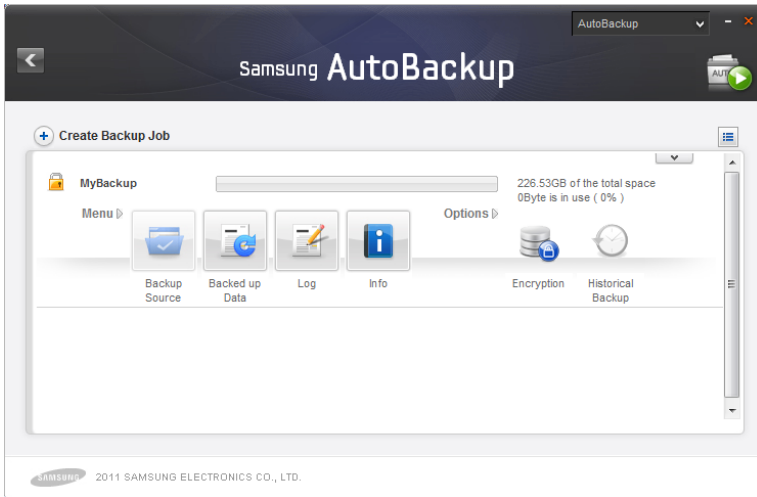 AutoBackup
Samsung AutoBackup
AUT
Create Backup Job
MyBackup
226.53GB of the total space
0Byte is in use ( 0% )
Menu
Options
Backup Source
Backed up Data
Log
Info
Encryption
Historical Backup
SAMSUNG
2011 SAMSUNG ELECTRONICS CO., LTD.